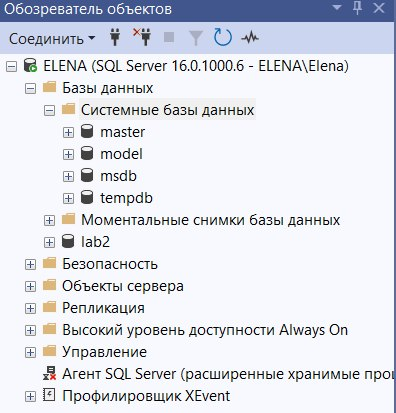 Обозреватель объектов
Соединить
ELENA (SQL Server 16.0.1000.6 - ELENA\Elena)
Базы данных
Системные базы данных
master
model
msdb
tempdb
Моментальные снимки базы данных
lab2
Безопасность
Объекты сервера
Репликация
Высокий уровень доступности Always On
Управление
Агент SQL Server (расширенные хранимые
Профилировщик XEvent